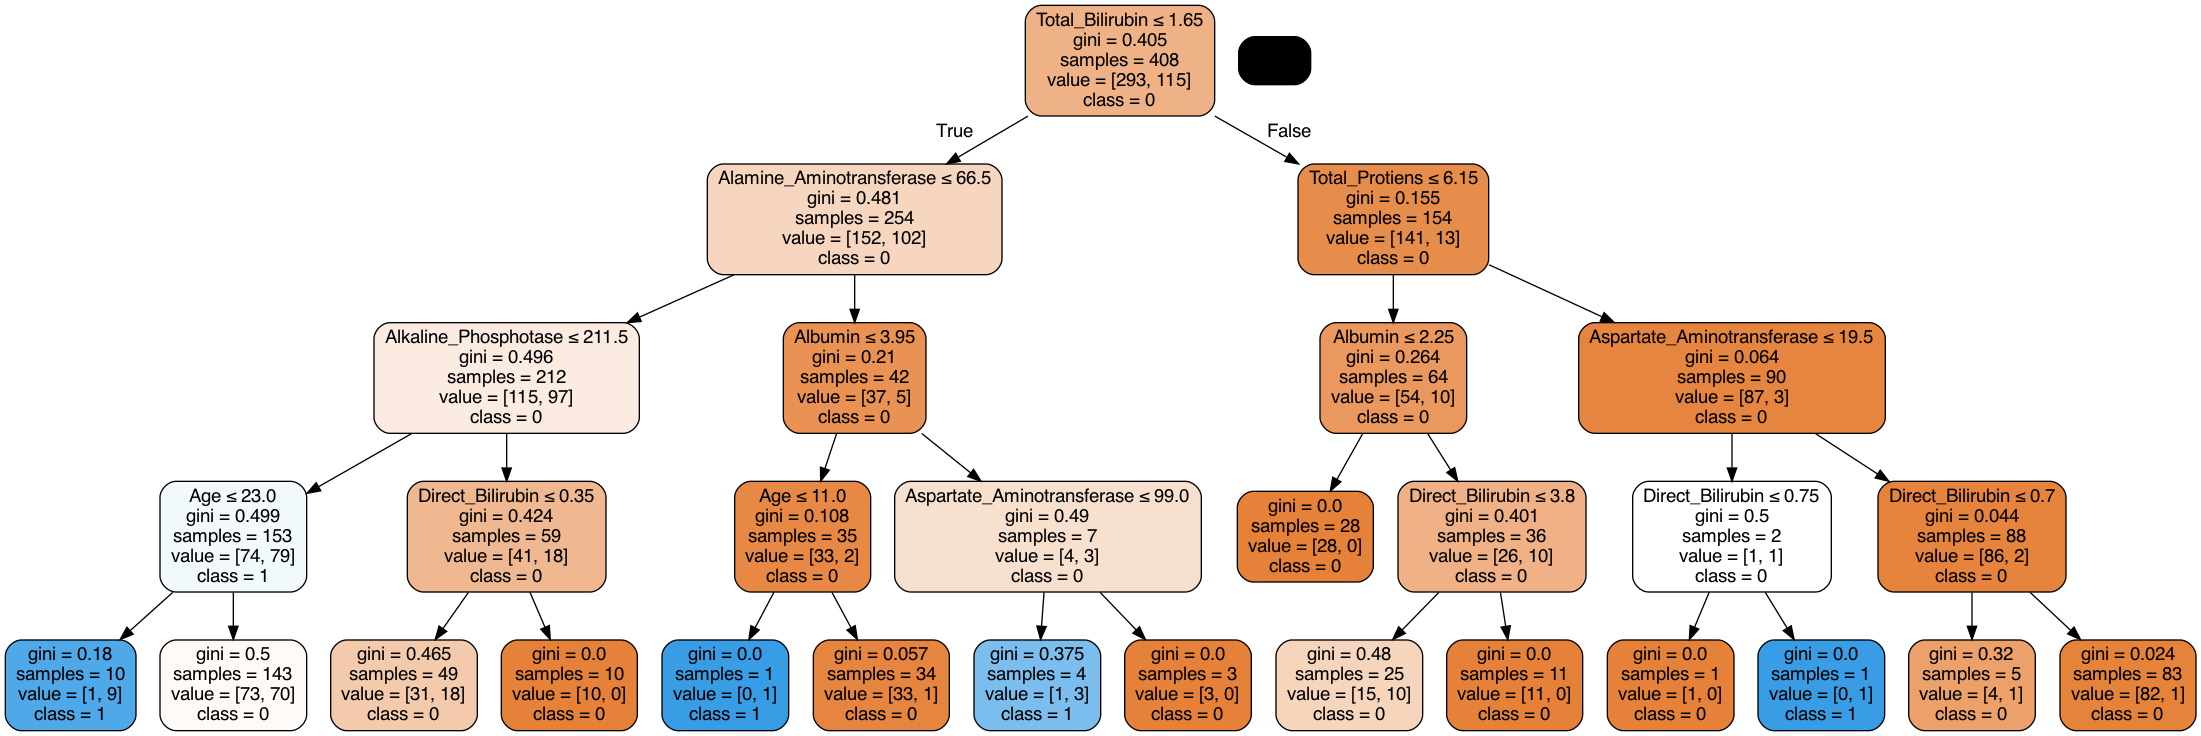 Total_Bilirubin ≤ 1.65
gini = 0.405
samples = 408
value = [293, 115]
class = 0
True
False
Alamine_Aminotransferase ≤ 66.5
gini = 0.481
samples = 254
value = [152, 102]
class = 0
Total_Protiens ≤ 6.15
gini = 0.155
samples = 154
value = [141, 13]
class = 0
Alkaline_Phosphotase ≤ 211.5
gini = 0.496
samples = 212
value = [115, 97]
class = 0
Albumin ≤ 3.95
gini = 0.21
samples = 42
value = [37, 5]
class = 0
Albumin ≤ 2.25
gini = 0.264
samples = 64
value = [54, 10]
class = 0
Aspartate_Aminotransferase ≤ 19.5
gini = 0.064
samples = 90
value = [87, 3]
class = 0
Age ≤ 23.0
gini = 0.499
samples = 153
value = [74, 79]
class = 1
Direct_Bilirubin ≤ 0.35
gini = 0.424
samples = 59
value = [41, 18]
class = 0
Age ≤ 11.0
gini = 0.108
samples = 35
value = [33, 2]
class = 0
Aspartate_Aminotransferase ≤ 99.0
gini = 0.49
samples = 7
value = [4, 3]
class = 0
gini = 0.0
samples = 28
value = [28, 0]
class = 0
Direct_Bilirubin ≤ 3.8
gini = 0.401
samples = 36
value = [26, 10]
class = 0
Direct_Bilirubin ≤ 0.75
gini = 0.5
samples = 2
value = [1, 1]
class = 0
Direct_Bilirubin ≤ 0.7
gini = 0.044
samples = 88
value = [86, 2]
class = 0
gini = 0.18
samples = 10
value = [1, 9]
class = 1
gini = 0.5
samples = 143
value = [73, 70]
class = 0
gini = 0.465
samples = 49
value = [31, 18]
class = 0
gini = 0.0
samples = 10
value = [10, 0]
class = 0
gini = 0.0
samples = 1
value = [0, 1]
class = 1
gini = 0.057
samples = 34
value = [33, 1]
class = 0
gini = 0.375
samples = 4
value = [1, 3]
class = 1
gini = 0.0
samples = 3
value = [3, 0]
class = 0
gini = 0.48
samples = 25
value = [15, 10]
class = 0
gini = 0.0
samples = 11
value = [11, 0]
class = 0
gini = 0.0
samples = 1
value = [1, 0]
class = 0
gini = 0.0
samples = 1
value = [0, 1]
class = 1
gini = 0.32
samples = 5
value = [4, 1]
class = 0
gini = 0.024
samples = 83
value = [82, 1]
class = 0